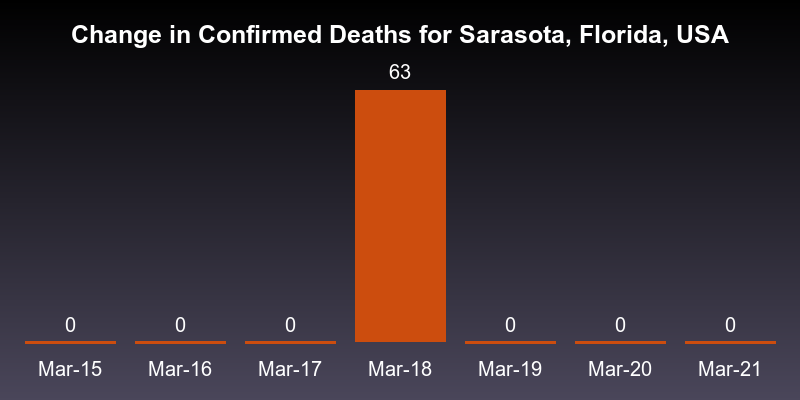 Change in Confirmed Deaths for Sarasota, Florida, USA
63
0 0 0 0 0 0
Mar-15 Mar-16 Mar-17 Mar-18 Mar-19 Mar-20 Mar-21